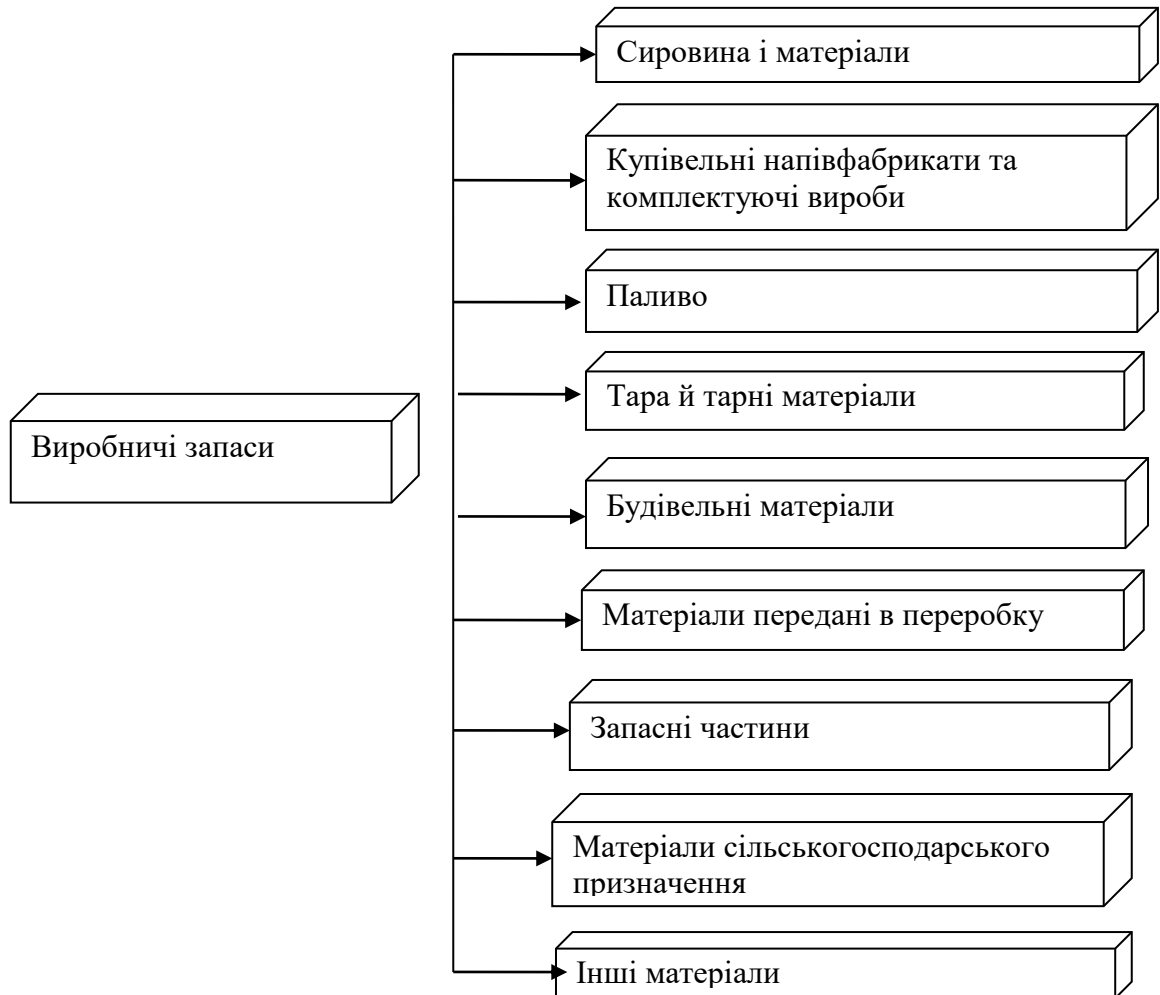 Сировина і матеріали
Купівельні напівфабрикати та
комплектуючі вироби
Паливо
Тара й тарні матеріали
Виробничі запаси
Будівельні матеріали
Матеріали передані в переробку
Запасні частини
Матеріали сільськогосподарського
призначення
Інші матеріали